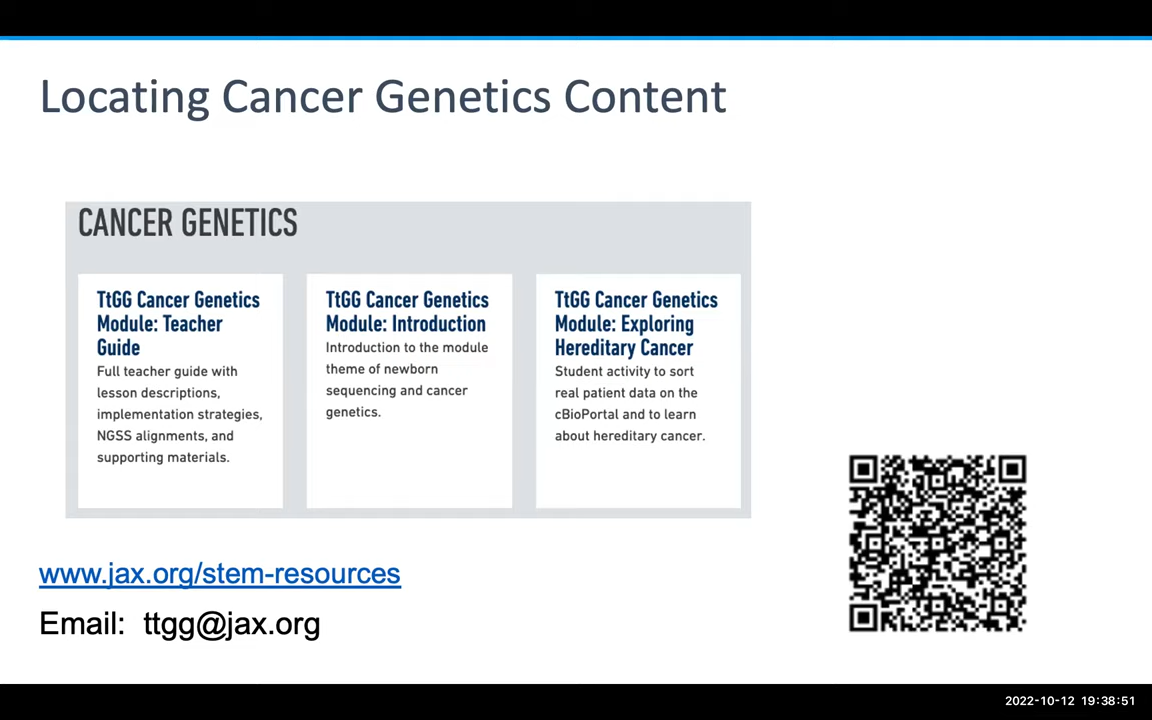 Locating Cancer Genetics Content
CANCER GENETICS
TtGG Cancer Genetics
Module: Teacher
Guide
Full teacher guide with
lesson descriptions,
implementation strategies,
NGSS alignments, and
supporting materials.
TtGG Cancer Genetics
Module: Introduction
Introduction to the module
theme of newborn
sequencing and cancer
genetics.
TtGG Cancer Genetics
Module: Exploring
Hereditary Cancer
Student activity to sort
real patient data on the
cBioPortal and to learn
about hereditary cancer.
www.jax.org/stem-resources
Email: ttgg@jax.org
2022-10-12 19:38:51